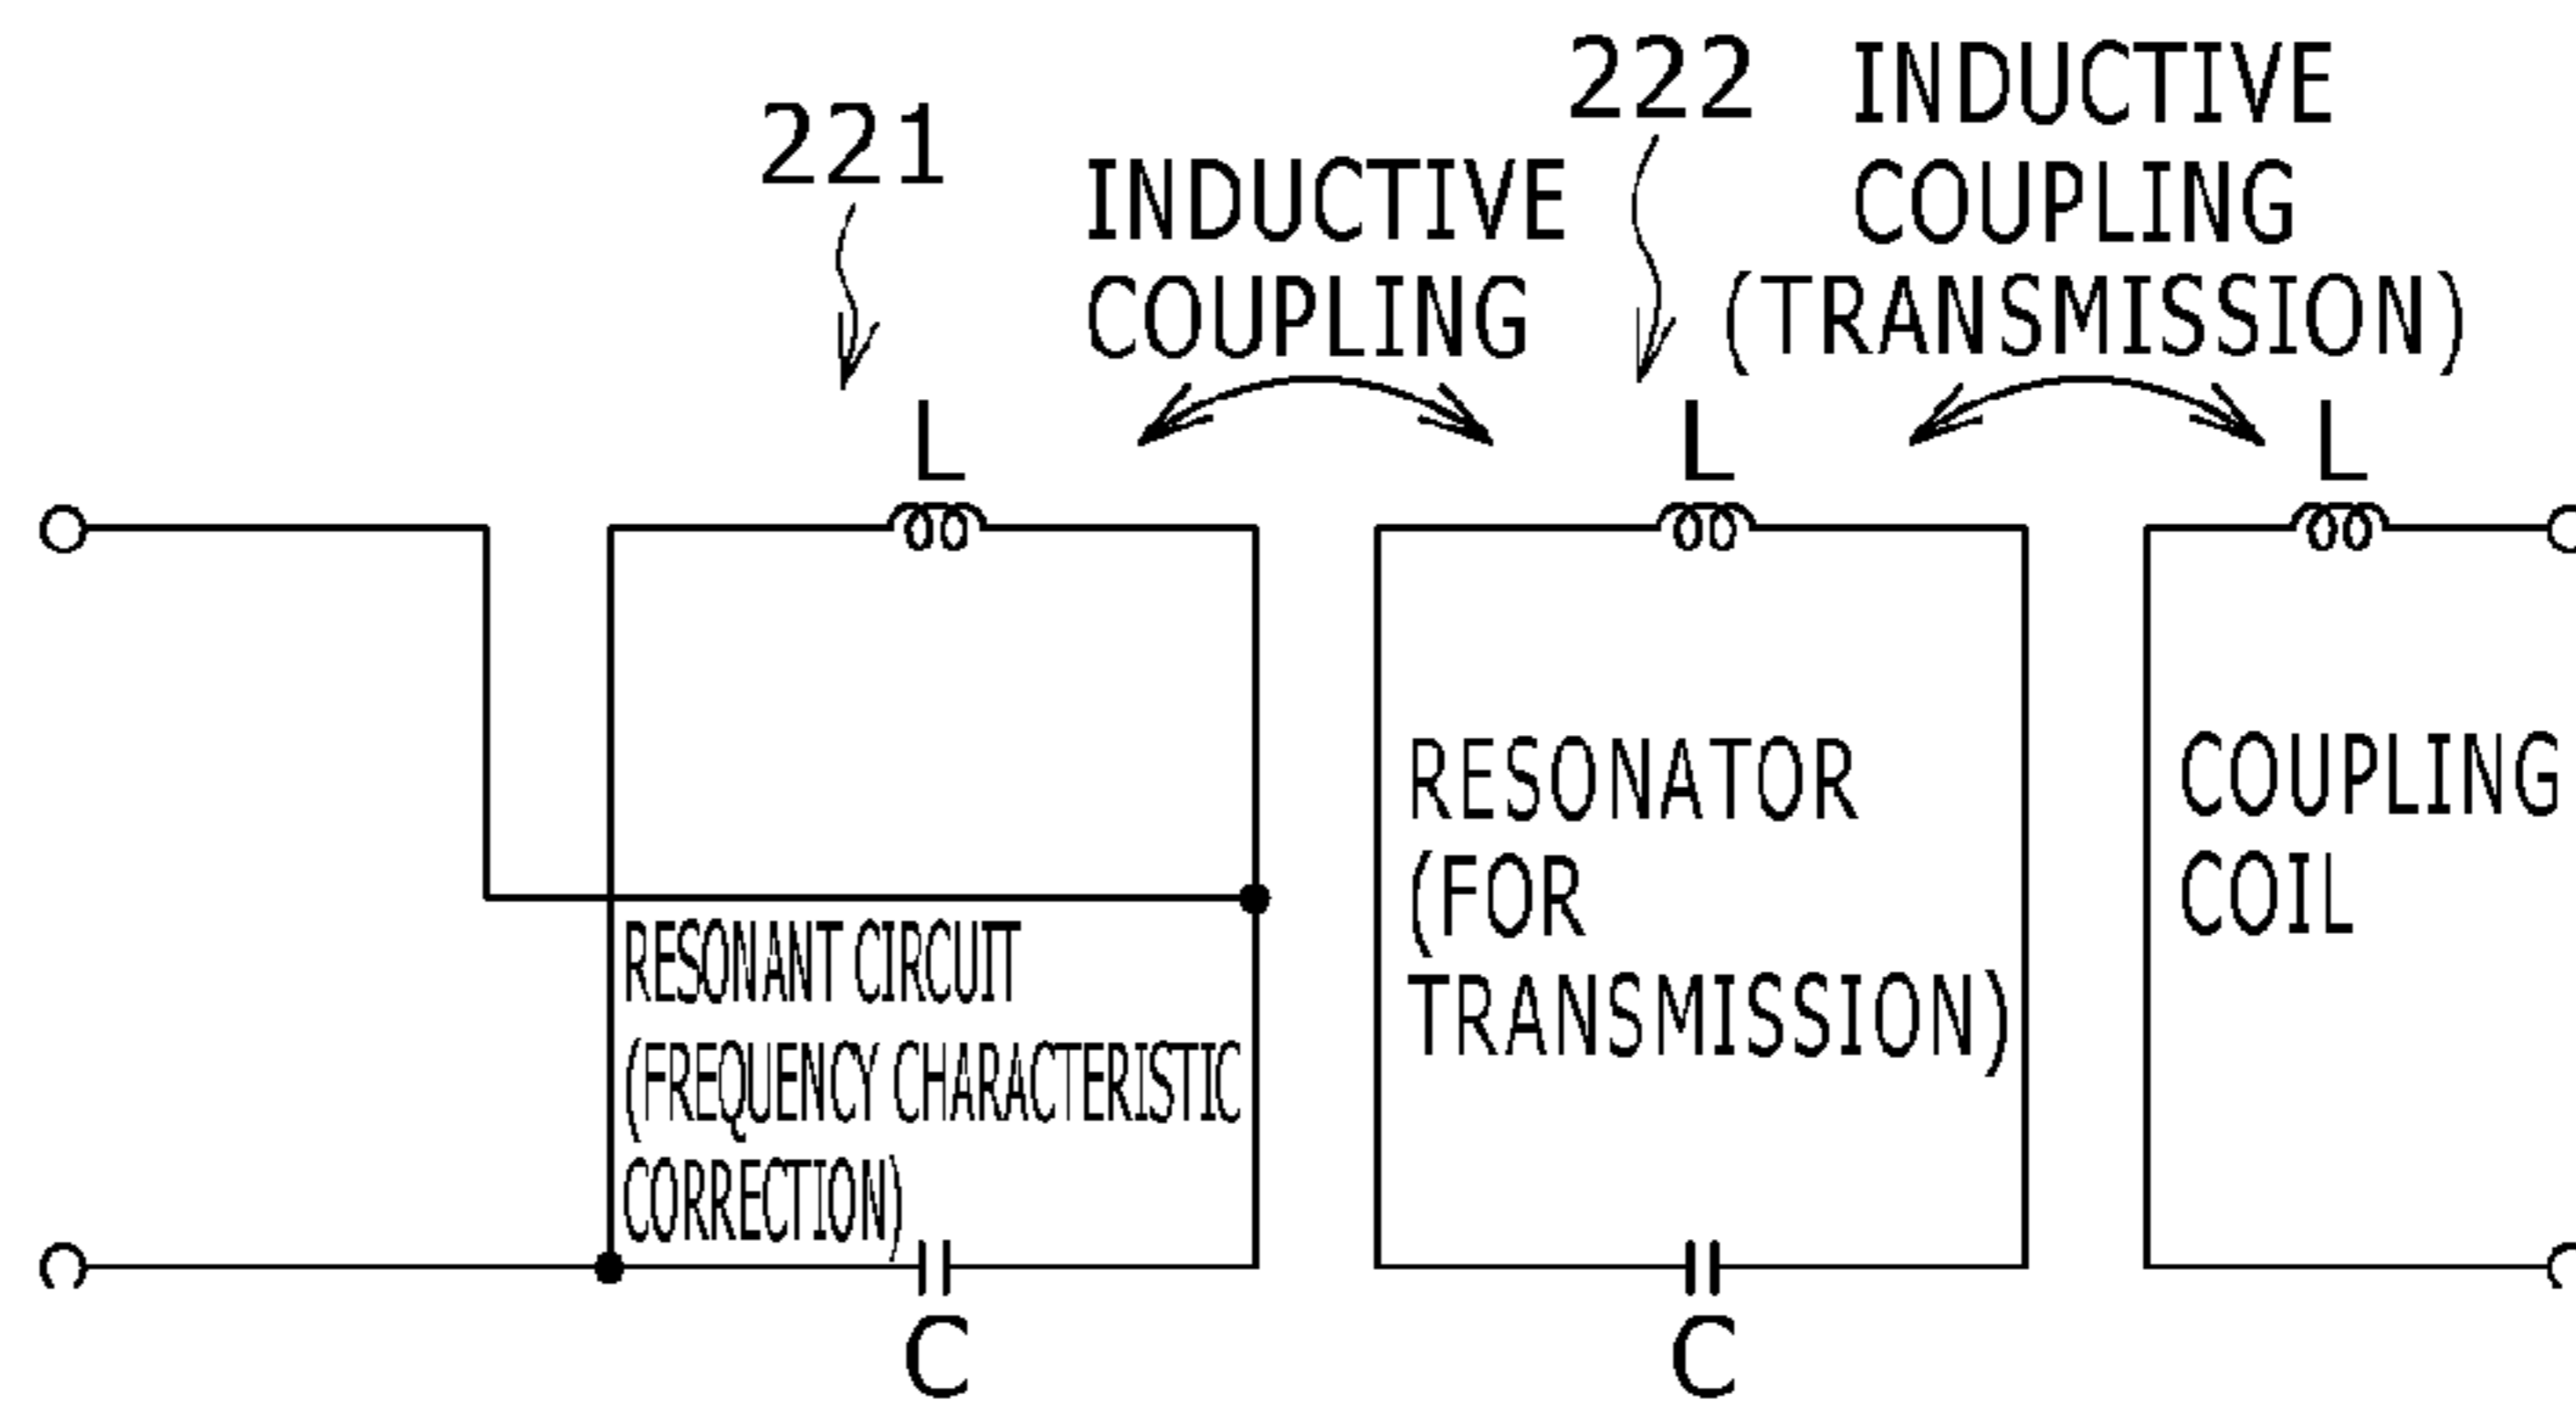 221
INDUCTIVE
COUPLING
222
INDUCTIVE
COUPLING
(TRANSMISSION)
L
L
L
RESONANT CIRCUIT
(FREQUENCY CHARACTERISTIC
CORRECTION)
RESONATOR
(FOR
TRANSMISSION)
COUPLING
COIL
C
C